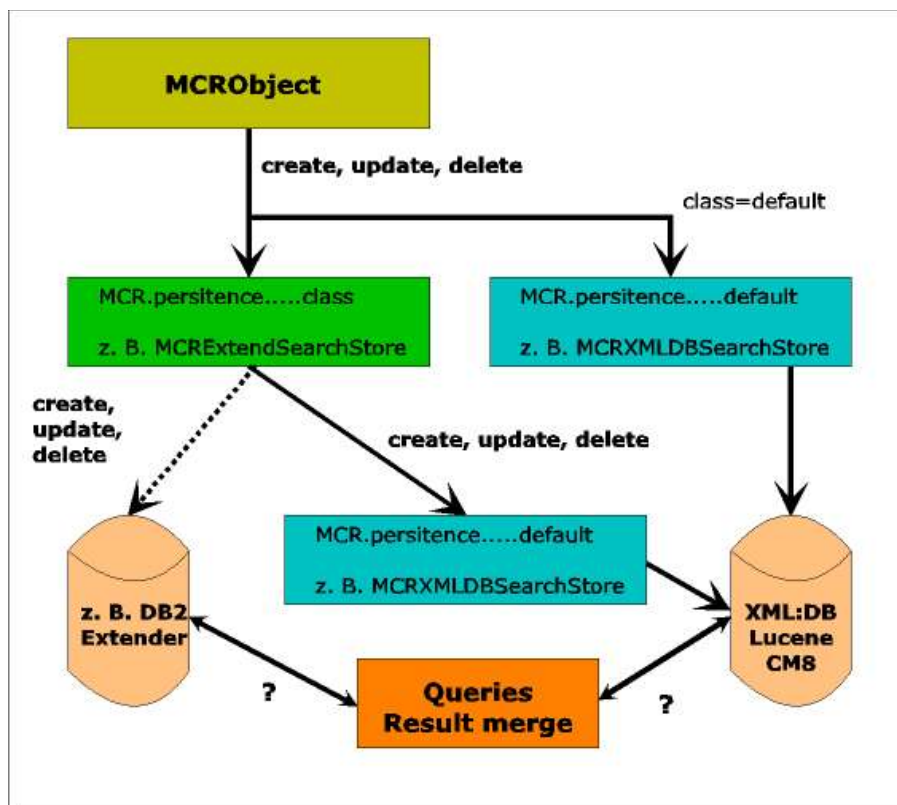 MCRObject
create, update, delete
class=default
MCR.persitence.....class
z. B. MCRExtendSearchStore
MCR.persitence.....default
z. B. MCRXMLDBSearchStore
create,
update,
delete
create, update, delete
MCR.persitence.....default
z. B. MCRXMLDBSearchStore
z. B. DB2
Extender
XML:DB
Lucene
CM8
?
Queries
Result merge
?